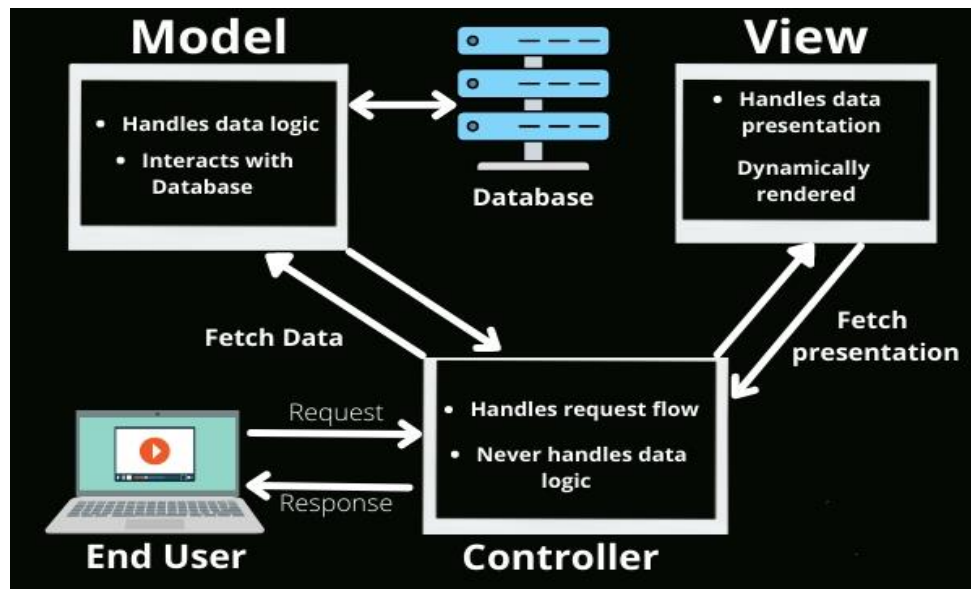 Model
View
• Handles data logic
• Interacts with
Database
Database
• Handles data
presentation
Dynamically
rendered
Fetch Data
Fetch
presentation
Request
Response
• Handles request flow
• Never handles data
logic
End User
Controller